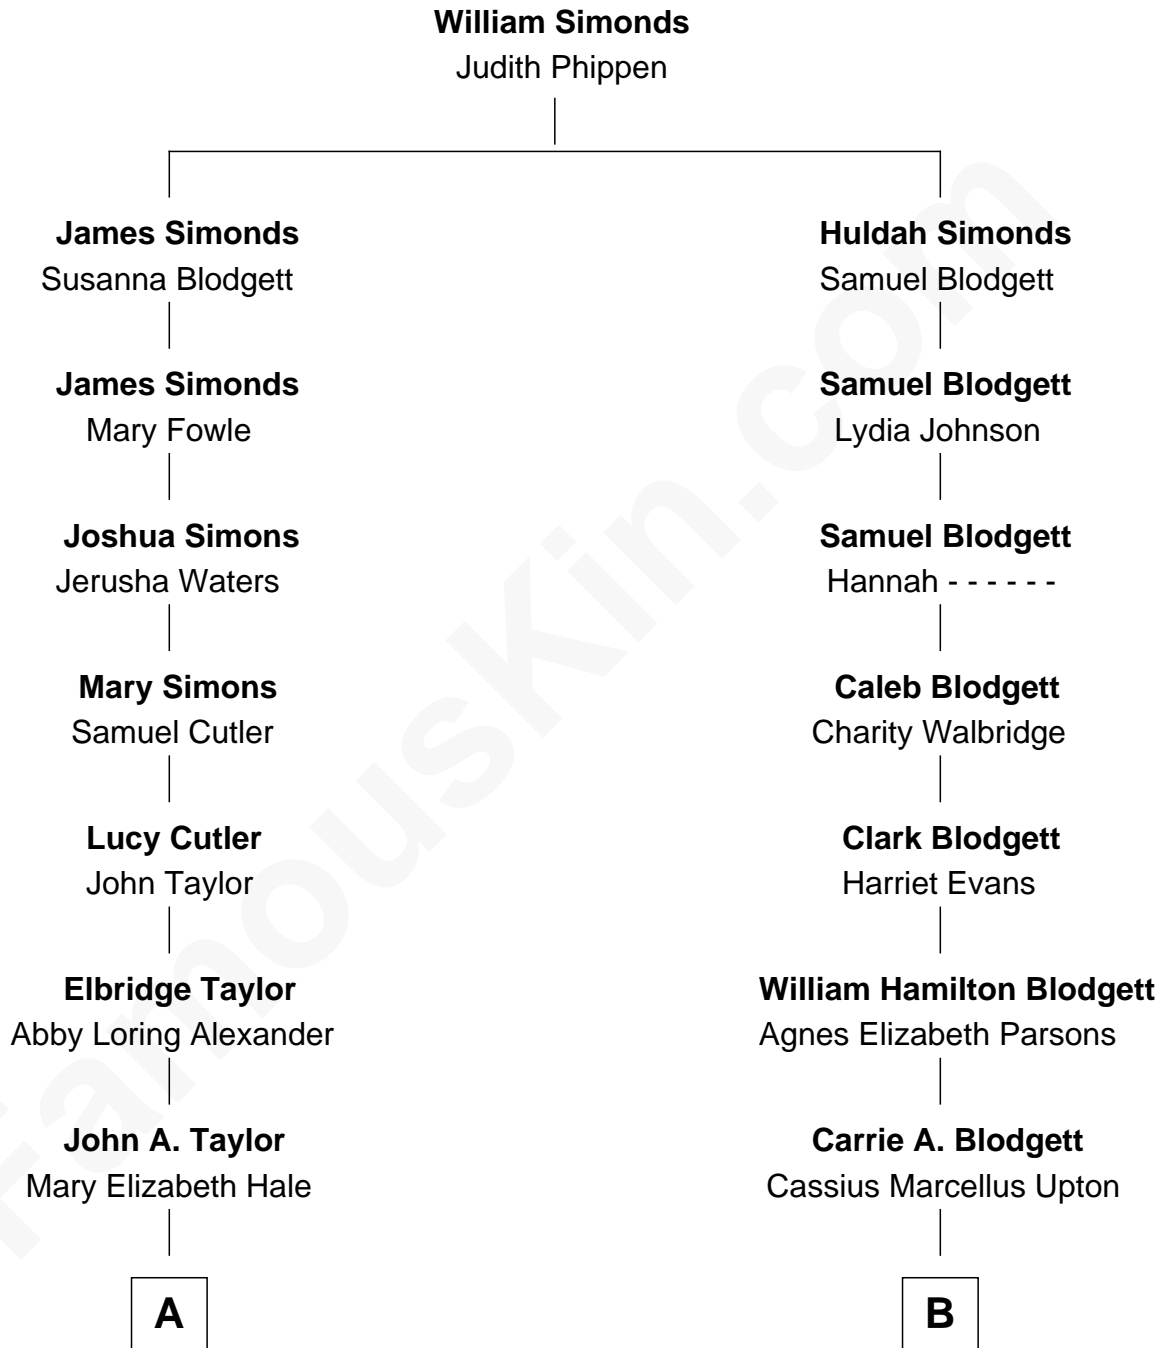 William Simonds
Judith Phippen
James Simonds
Susanna Blodgett
Huldah Simonds
Samuel Blodgett
James Simonds
Mary Fowle
Samuel Blodgett
Lydia Johnson
Joshua Simons
Jerusha Waters
Samuel Blodgett
Hannah - - - - - -
Mary Simons
Samuel Cutler
Caleb Blodgett
Charity Walbridge
Lucy Cutler
John Taylor
Clark Blodgett
Harriet Evans
Elbridge Taylor
Abby Loring Alexander
William Hamilton Blodgett
Agnes Elizabeth Parsons
John A. Taylor
Mary Elizabeth Hale
Carrie A. Blodgett
Cassius Marcellus Upton
A
B
FamousKin.com